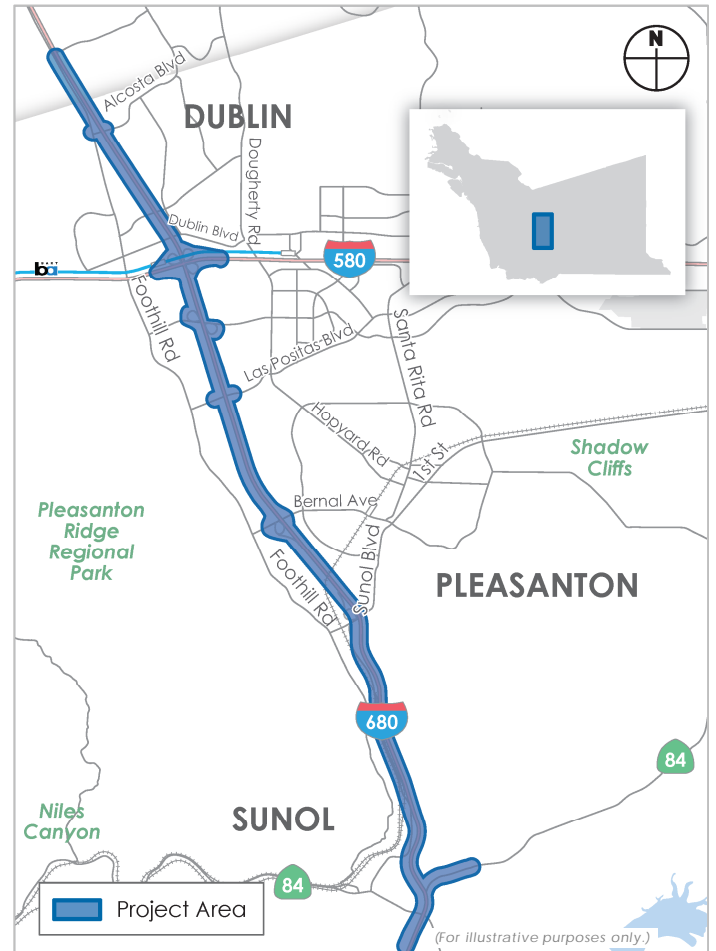 N
Alcosta Blvd
DUBLIN
Dougherty Rd
Dublin Blvd
580
ba
Foothill Rd
Las Positas Blvd
Santa Rita Rd
Hopyard Rd
1st St
Shadow
Cliffs
Bernal Ave
Pleasanton
Ridge
Regional
Park
Foothill Rd
Sunol Blvd
PLEASANTON
680
84
Niles
Canyon
SUNOL
84
Project Area
(For illustrative purposes only.)